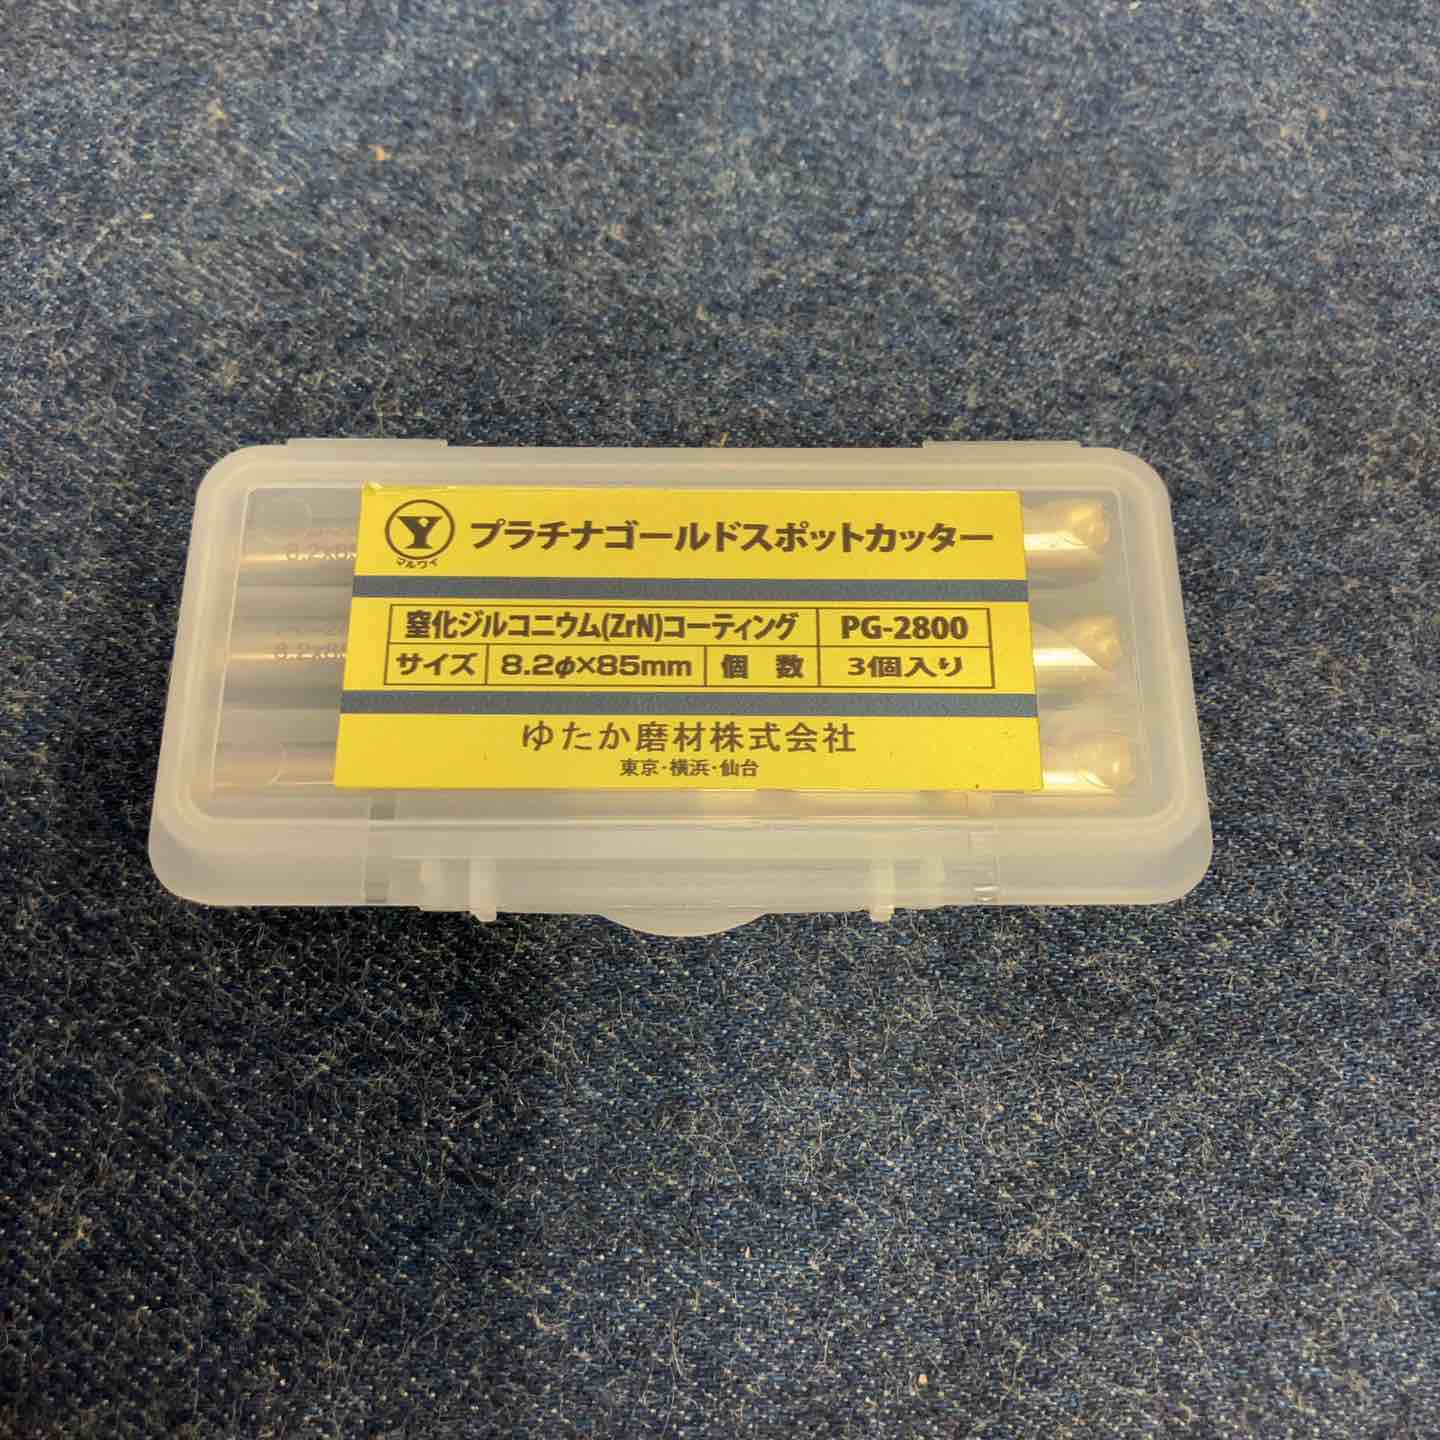 Y プラチナゴールドスポットカッター
マルワイ
窒化ジルコニウム(ZrN)コーティング PG-2800
サイズ 8.2φ×85mm 個 数 3個入り
ゆたか磨材株式会社
東京・横浜・仙台